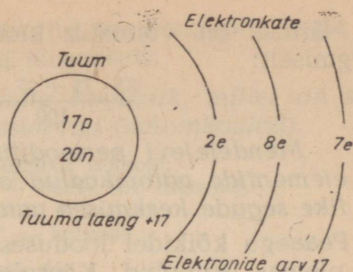 Elektronkate
Tuum
17p
20n
2e 8e 7e
Tuuma laeng +17
Elektronide arv 17